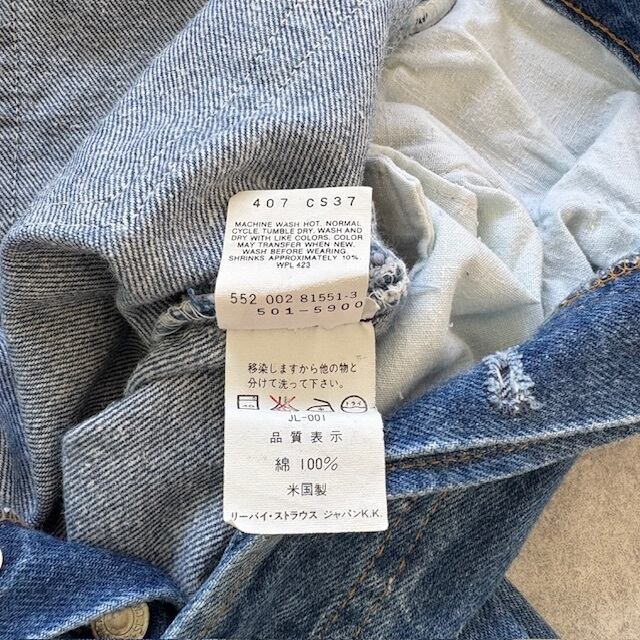 407 CS37
MACHINE WASH HOT. NORMAL
CYCLE. TUMBLE DRY. WASH AND
DRY WITH LIKE COLORS. COLOR
MAY TRANSFER WHEN NEW.
WASH BEFORE WEARING
SHRINKS APPROXIMATELY 10%
WPL 423
552 002 81551-3
501-5900
移染しますから他の物と
分けて洗って下さい。
JL-001
品質表示
綿 100%
米国製
リーバイ・ストラウス ジャパンK.K.